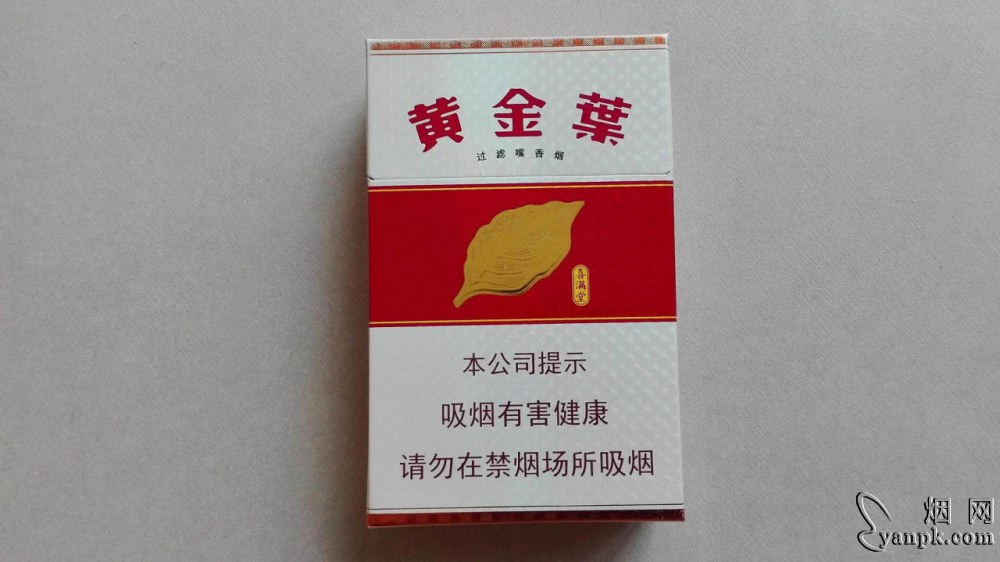 黄金葉
过滤嘴香烟
喜满堂
本公司提示
吸烟有害健康
请勿在禁烟场所吸烟
烟网
yanpk.com